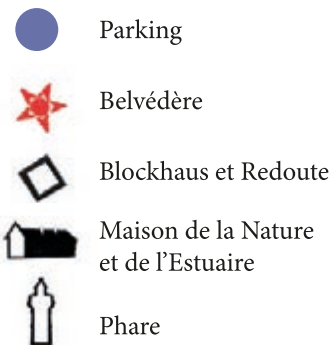 Parking
Belvédère
Blockhaus et Redoute
Maison de la Nature
et de l’Estuaire
Phare